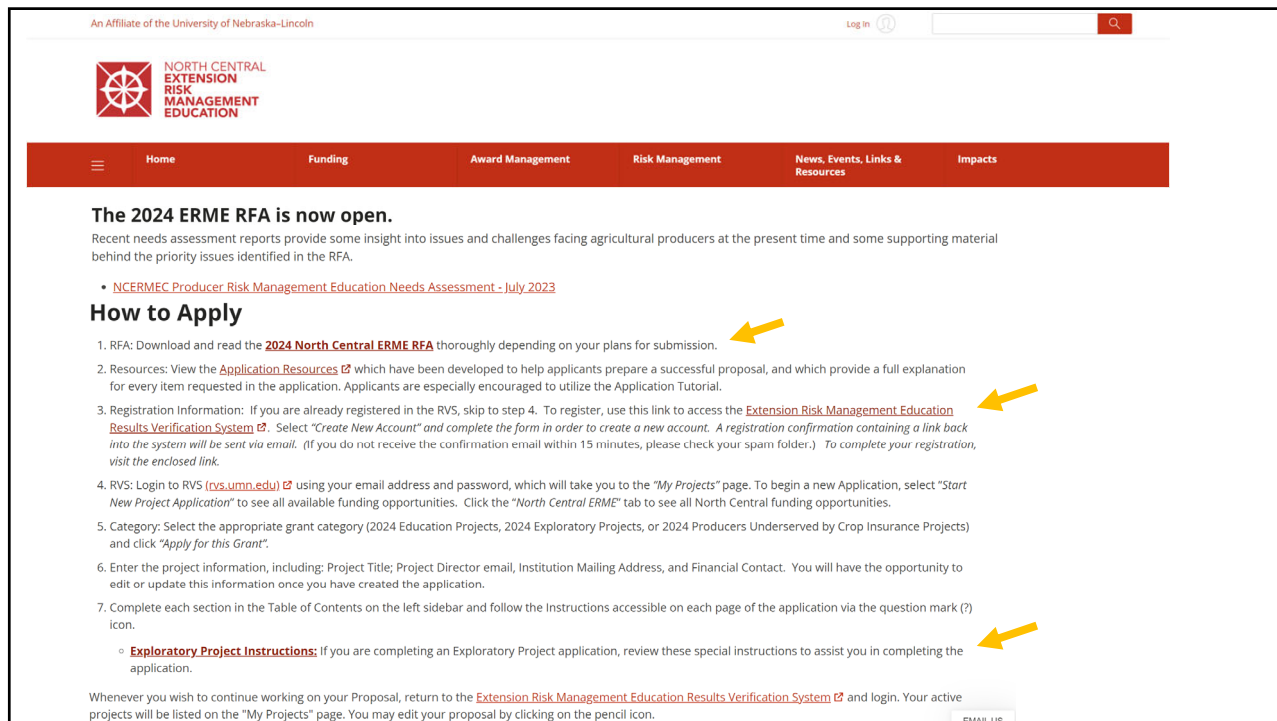 An Affiliate of the University of Nebraska–Lincoln
Log In
NORTH CENTRAL
EXTENSION
RISK
MANAGEMENT
EDUCATION
Home
Funding
Award Management
Risk Management
News, Events, Links &
Resources
Impacts
The 2024 ERME RFA is now open.
Recent needs assessment reports provide some insight into issues and challenges facing agricultural producers at the present time and some supporting material
behind the priority issues identified in the RFA.
• NCERMEC Producer Risk Management Education Needs Assessment - July 2023
How to Apply
1. RFA: Download and read the 2024 North Central ERME RFA thoroughly depending on your plans for submission.
2. Resources: View the Application Resources which have been developed to help applicants prepare a successful proposal, and which provide a full explanation
for every item requested in the application. Applicants are especially encouraged to utilize the Application Tutorial.
3. Registration Information: If you are already registered in the RVS, skip to step 4. To register, use this link to access the Extension Risk Management Education
Results Verification System. Select "Create New Account" and complete the form in order to create a new account. A registration confirmation containing a link back
into the system will be sent via email. (If you do not receive the confirmation email within 15 minutes, please check your spam folder.) To complete your registration,
visit the enclosed link.
4. RVS: Login to RVS (rvs.umn.edu) using your email address and password, which will take you to the "My Projects" page. To begin a new Application, select "Start
New Project Application" to see all available funding opportunities. Click the "North Central ERME" tab to see all North Central funding opportunities.
5. Category: Select the appropriate grant category (2024 Education Projects, 2024 Exploratory Projects, or 2024 Producers Underserved by Crop Insurance Projects)
and click "Apply for this Grant".
6. Enter the project information, including: Project Title; Project Director email, Institution Mailing Address, and Financial Contact. You will have the opportunity to
edit or update this information once you have created the application.
7. Complete each section in the Table of Contents on the left sidebar and follow the Instructions accessible on each page of the application via the question mark (?)
icon.
◦ Exploratory Project Instructions: If you are completing an Exploratory Project application, review these special instructions to assist you in completing the
application.
Whenever you wish to continue working on your Proposal, return to the Extension Risk Management Education Results Verification System and login. Your active
projects will be listed on the "My Projects" page. You may edit your proposal by clicking on the pencil icon.
EMAIL US